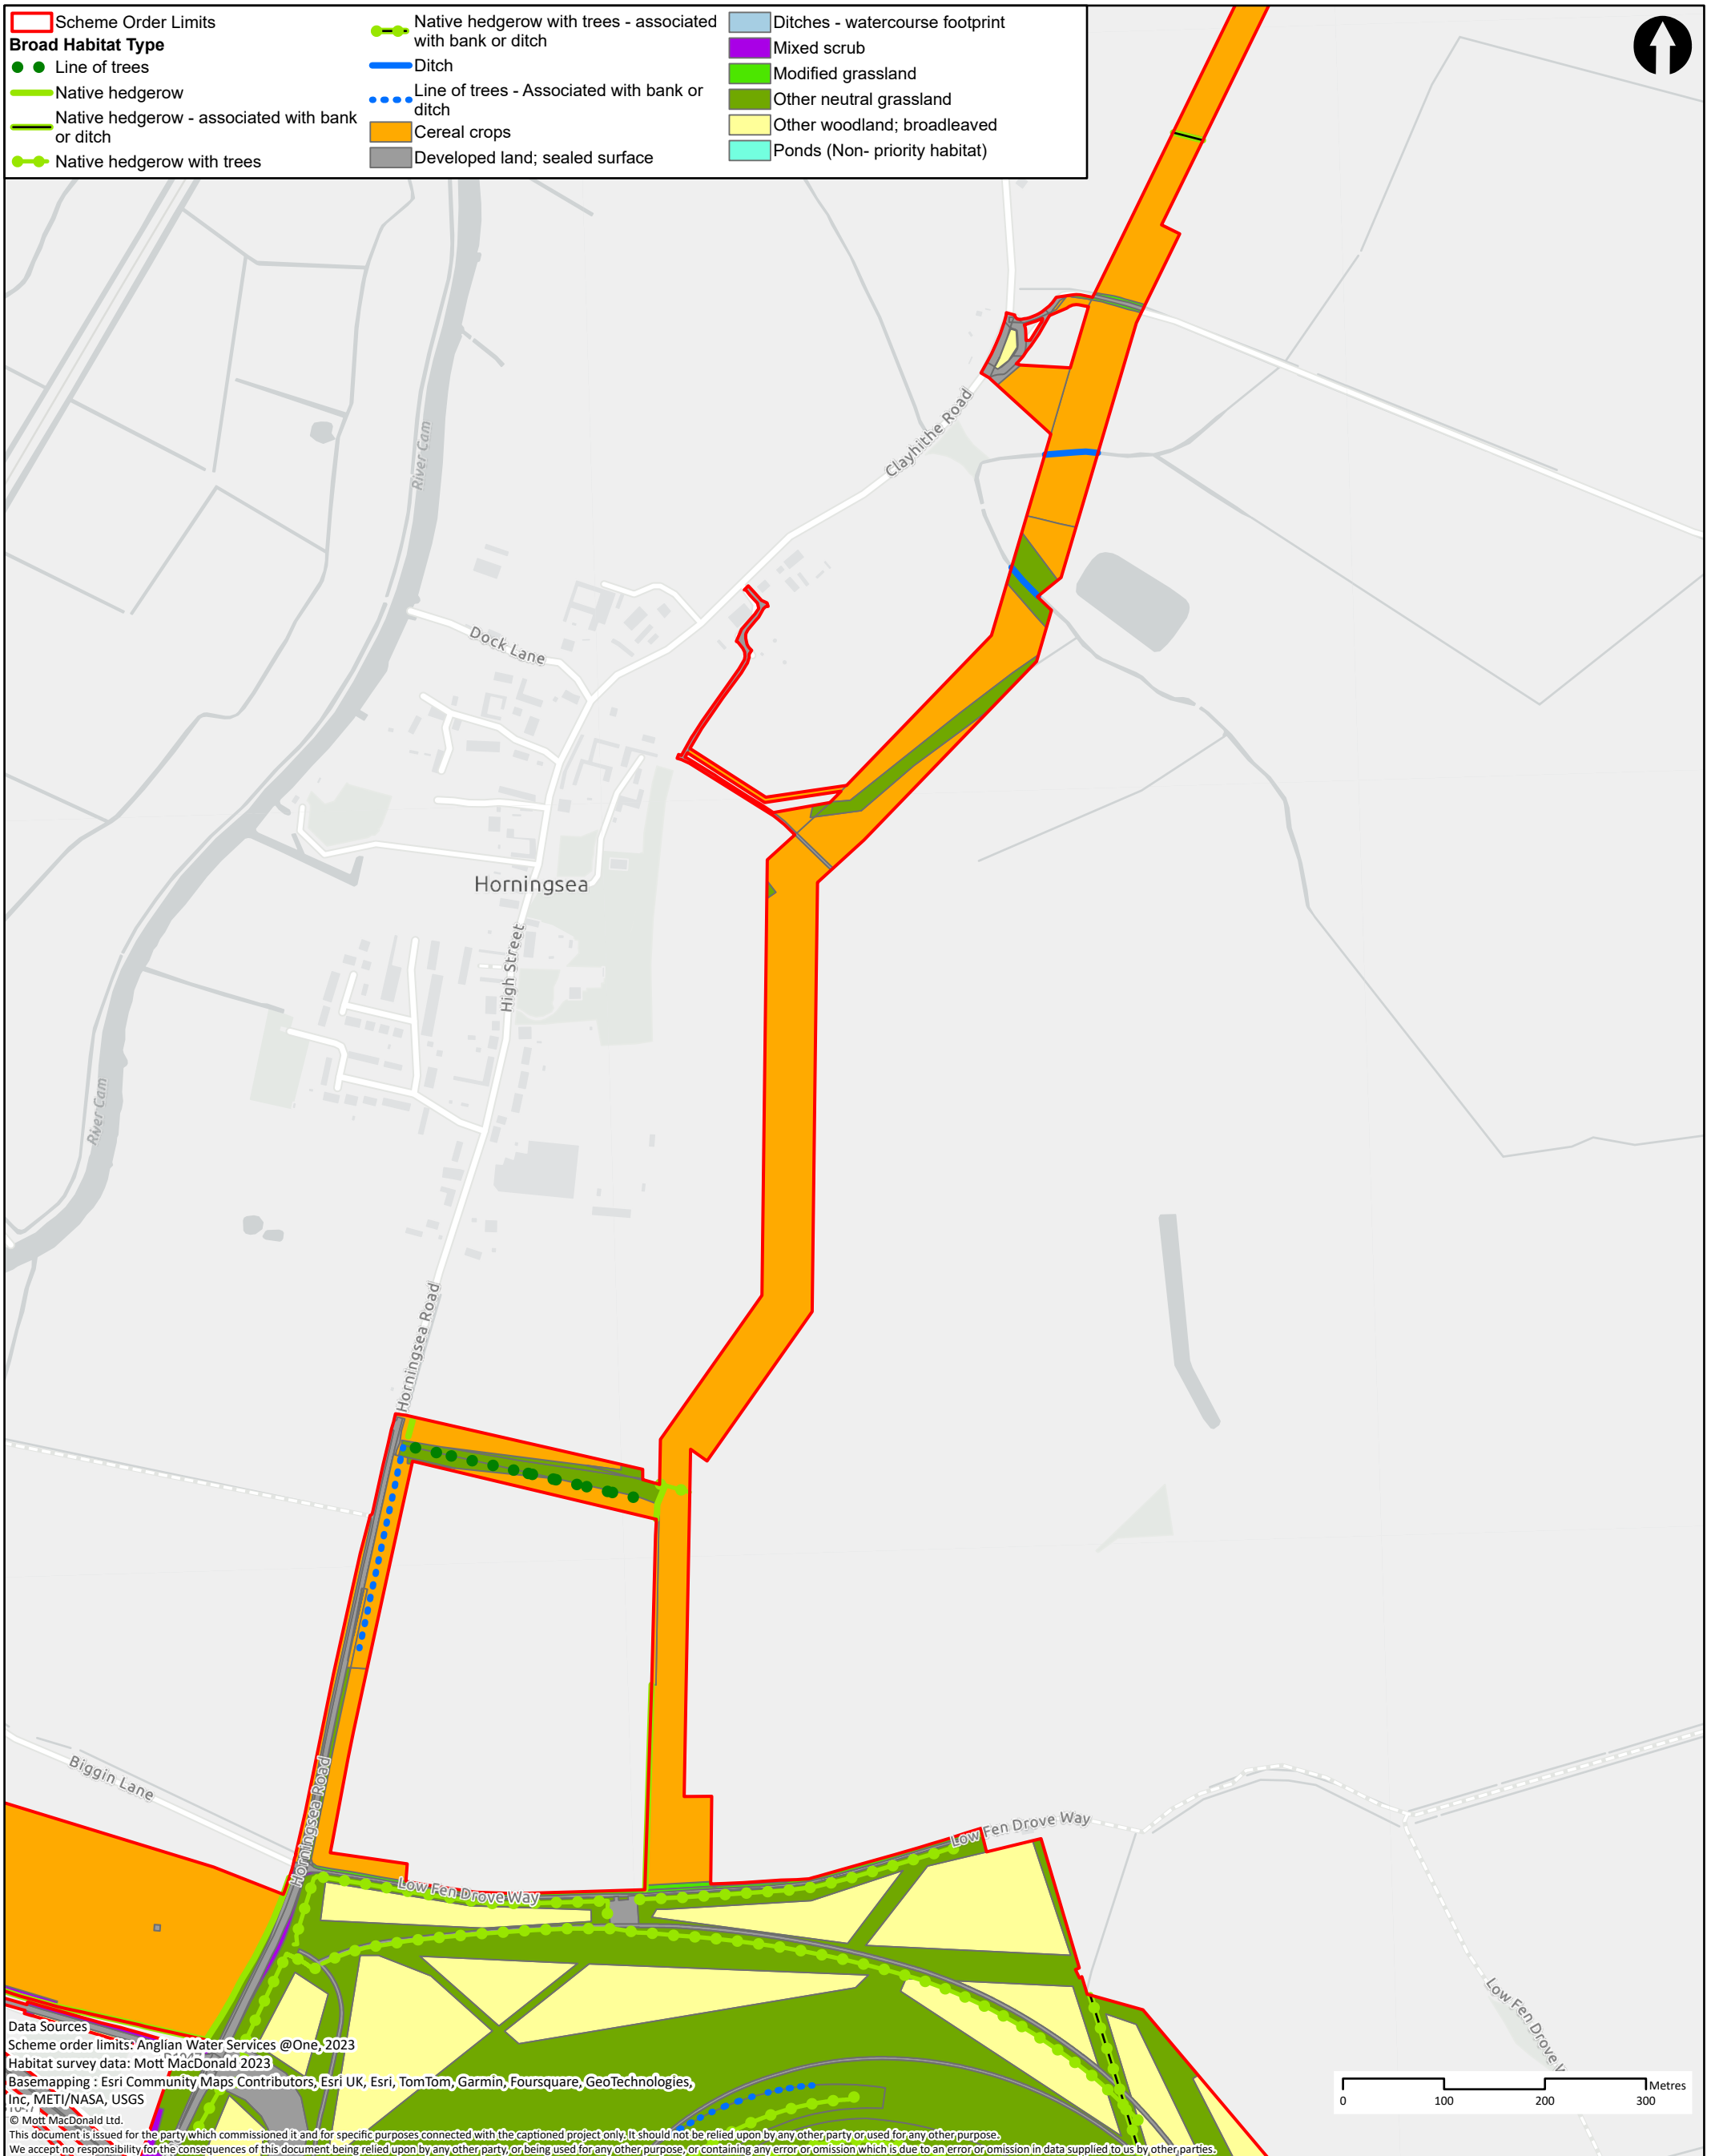 Scheme Order Limits
Broad Habitat Type
Line of trees
Native hedgerow
Native hedgerow - associated with bank
or ditch
Native hedgerow with trees
Native hedgerow with trees - associated
with bank or ditch
Ditch
Line of trees - Associated with bank or
ditch
Cereal crops
Developed land; sealed surface
Ditches - watercourse footprint
Mixed scrub
Modified grassland
Other neutral grassland
Other woodland; broadleaved
Ponds (Non- priority habitat)
River Cam
Clayhithe Road
Dock Lane
Horningsea
High Street
River Cam
Horningsea Road
Biggin Lane
Horningsea Road
Low Fen Drove Way
Low Fen Drove Way
Low Fen Drove W
Data Sources
Scheme order limits: Anglian Water Services @One, 2023
Habitat survey data: Mott MacDonald 2023
Basemapping : Esri Community Maps Contributors, Esri UK, Esri, TomTom, Garmin, Foursquare, GeoTechnologies,
Inc, METI/NASA, USGS
© Mott MacDonald Ltd.
This document is issued for the party which commissioned it and for specific purposes connected with the captioned project only. It should not be relied upon by any other party or used for any other purpose.
We accept no responsibility for the consequences of this document being relied upon by any other party, or being used for any other purpose, or containing any error or omission which is due to an error or omission in data supplied to us by other parties.
Metres
0 100 200 300